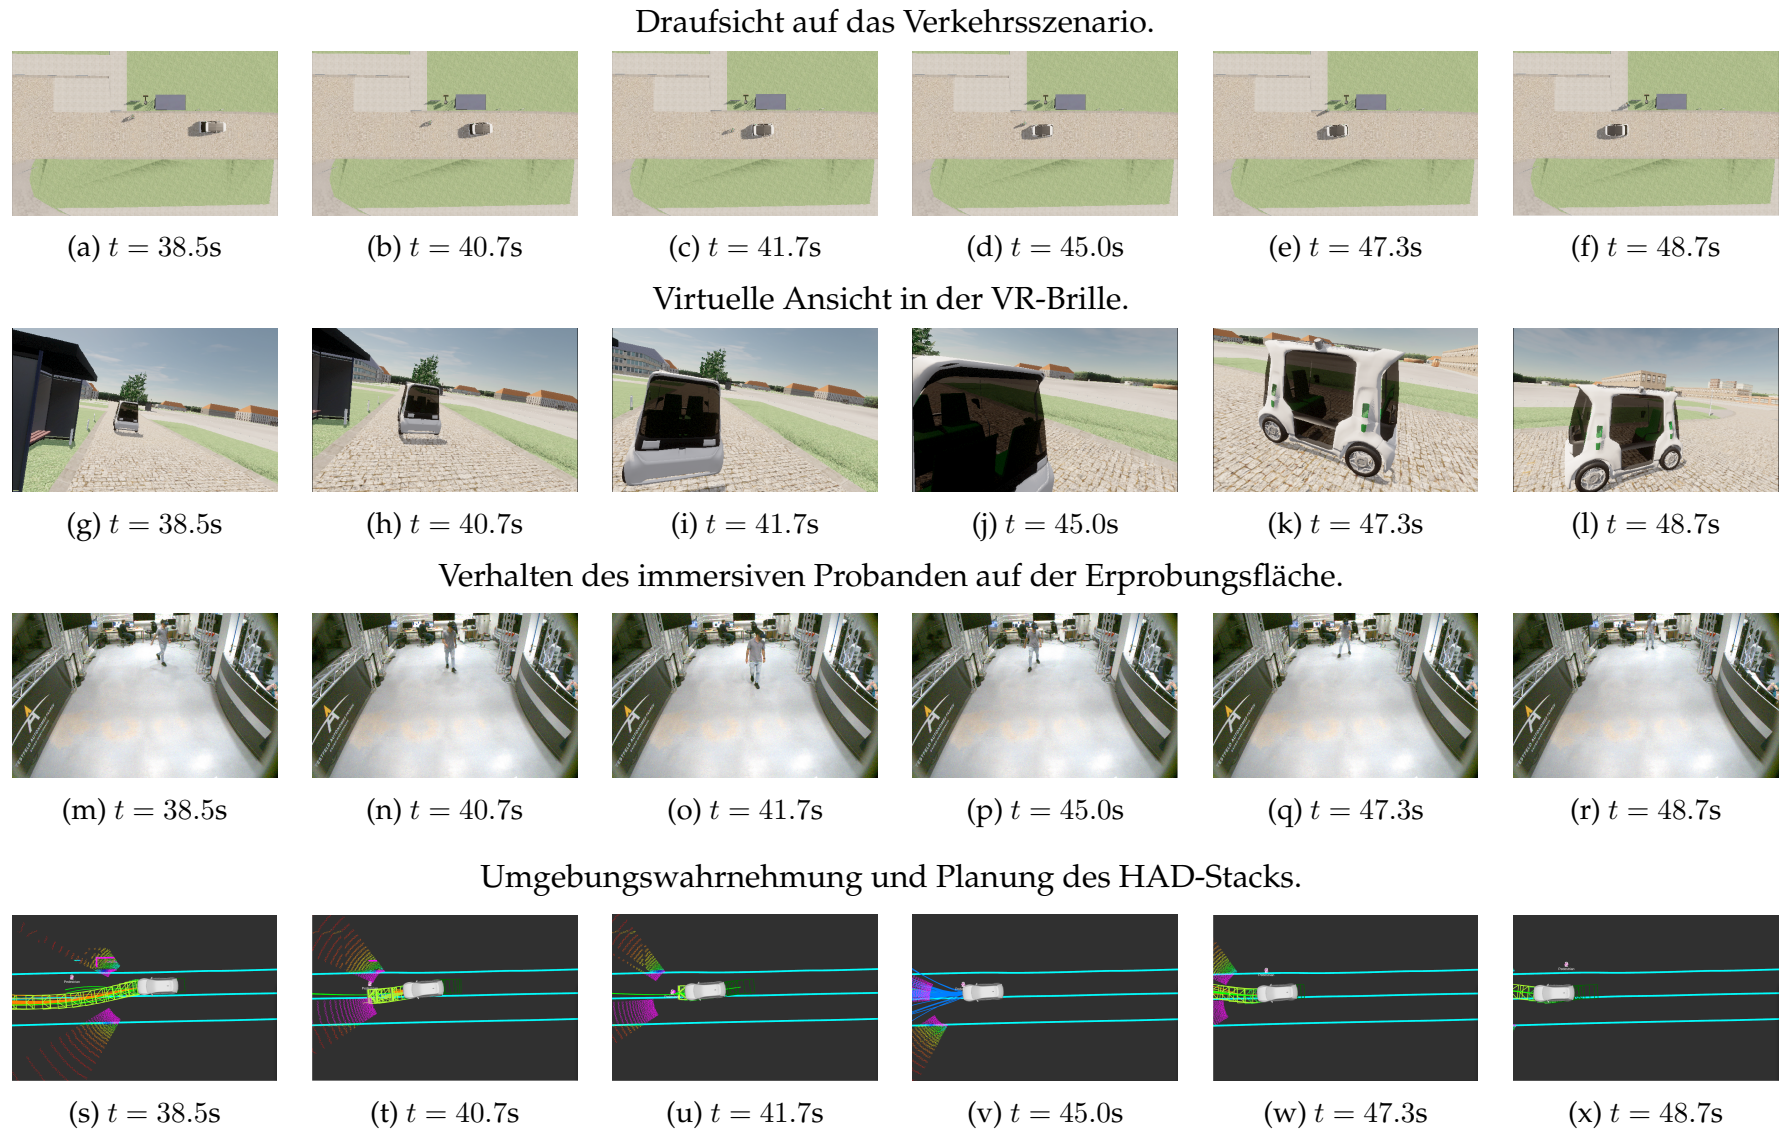 Draufsicht auf das Verkehrsszenario.
(a) t = 38.5s (b) t = 40.7s (c) t = 41.7s (d) t = 45.0s (e) t = 47.3s (f) t = 48.7s
Virtuelle Ansicht in der VR-Brille.
(g) t = 38.5s (h) t = 40.7s (i) t = 41.7s (j) t = 45.0s (k) t = 47.3s (l) t = 48.7s
Verhalten des immersiven Probanden auf der Erprobungsfläche.
(m) t = 38.5s (n) t = 40.7s (o) t = 41.7s (p) t = 45.0s (q) t = 47.3s (r) t = 48.7s
Umgebungswahrnehmung und Planung des HAD-Stacks.
(s) t = 38.5s (t) t = 40.7s (u) t = 41.7s (v) t = 45.0s (w) t = 47.3s (x) t = 48.7s